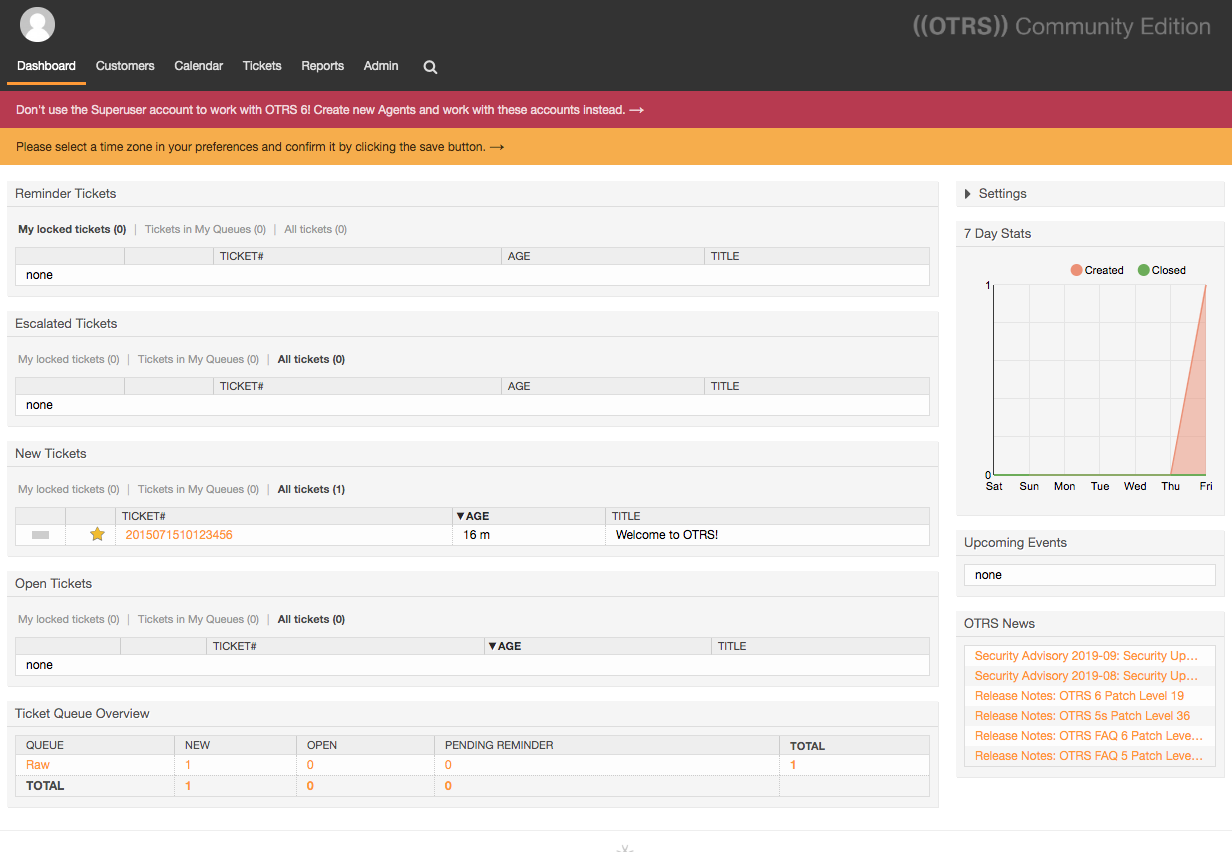 ((OTRS)) Community Edition
Dashboard Customers Calendar Tickets Reports Admin
Don't use the Superuser account to work with OTRS 6! Create new Agents and work with these accounts instead. →
Please select a time zone in your preferences and confirm it by clicking the save button. →
Reminder Tickets
My locked tickets (0) | Tickets in My Queues (0) | All tickets (0)
TICKET# AGE TITLE
none
Escalated Tickets
My locked tickets (0) | Tickets in My Queues (0) | All tickets (0)
TICKET# AGE TITLE
none
New Tickets
My locked tickets (0) | Tickets in My Queues (0) | All tickets (1)
TICKET# ▼AGE TITLE
2015071510123456 16 m Welcome to OTRS!
Open Tickets
My locked tickets (0) | Tickets in My Queues (0) | All tickets (0)
TICKET# ▼AGE TITLE
none
Ticket Queue Overview
QUEUE NEW OPEN PENDING REMINDER TOTAL
Raw 1 0 0 1
TOTAL 1 0 0
Settings
7 Day Stats
Created Closed
1
0
Sat Sun Mon Tue Wed Thu Fri
Upcoming Events
none
OTRS News
Security Advisory 2019-09: Security Up...
Security Advisory 2019-08: Security Up...
Release Notes: OTRS 6 Patch Level 19
Release Notes: OTRS 5s Patch Level 36
Release Notes: OTRS FAQ 6 Patch Leve...
Release Notes: OTRS FAQ 5 Patch Leve...